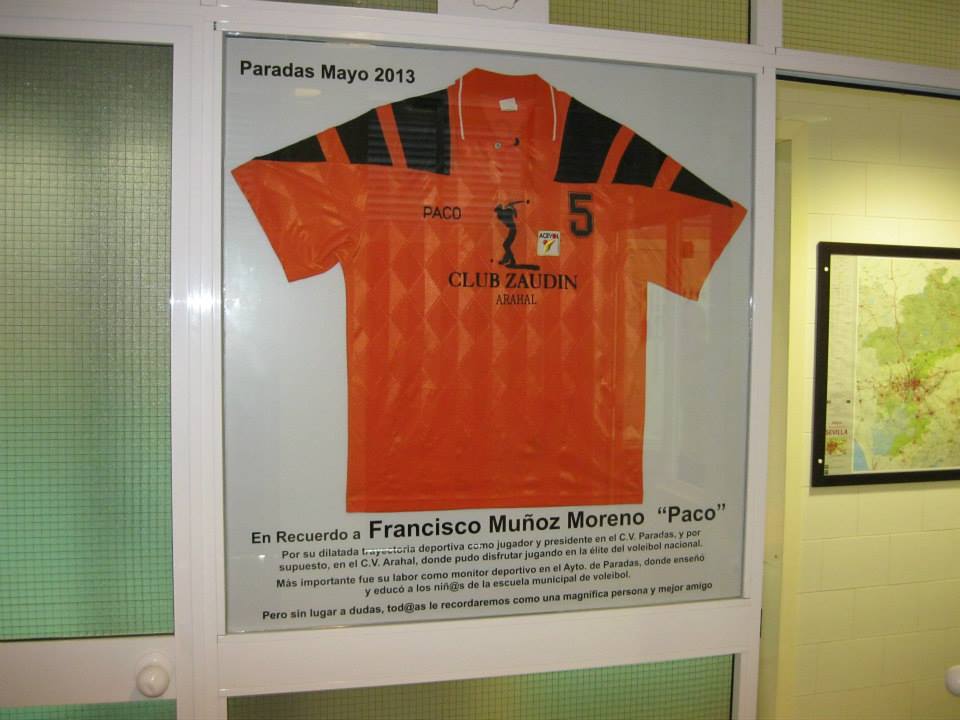 Paradas Mayo 2013
PACO
5
ACEVOL
CLUB ZAUDIN
ARAHAL
SEVILLA
En Recuerdo a Francisco Muñoz Moreno "Paco"
Por su dilatada trayectoria deportiva como jugador y presidente en el C.V. Paradas, y por
supuesto, en el C.V. Arahal, donde pudo disfrutar jugando en la élite del voleibol nacional.
Más importante fue su labor como monitor deportivo en el Ayto. de Paradas, donde enseñó
y educó a los niñ@s de la escuela municipal de voleibol.
Pero sin lugar a dudas, tod@as le recordaremos como una magnífica persona y mejor amigo